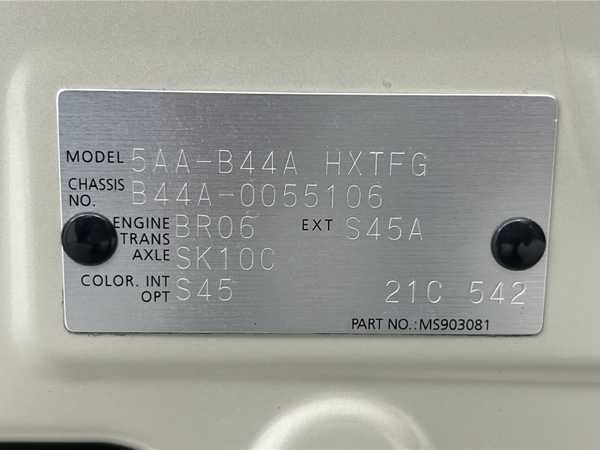 MODEL 5AA-B44A HXTFG
CHASSIS NO. B44A-0055106
ENGINE BR06 EXT S45A
TRANS AXLE SK10C
COLOR. INT OPT S45 21C 542
PART NO.:MS903081